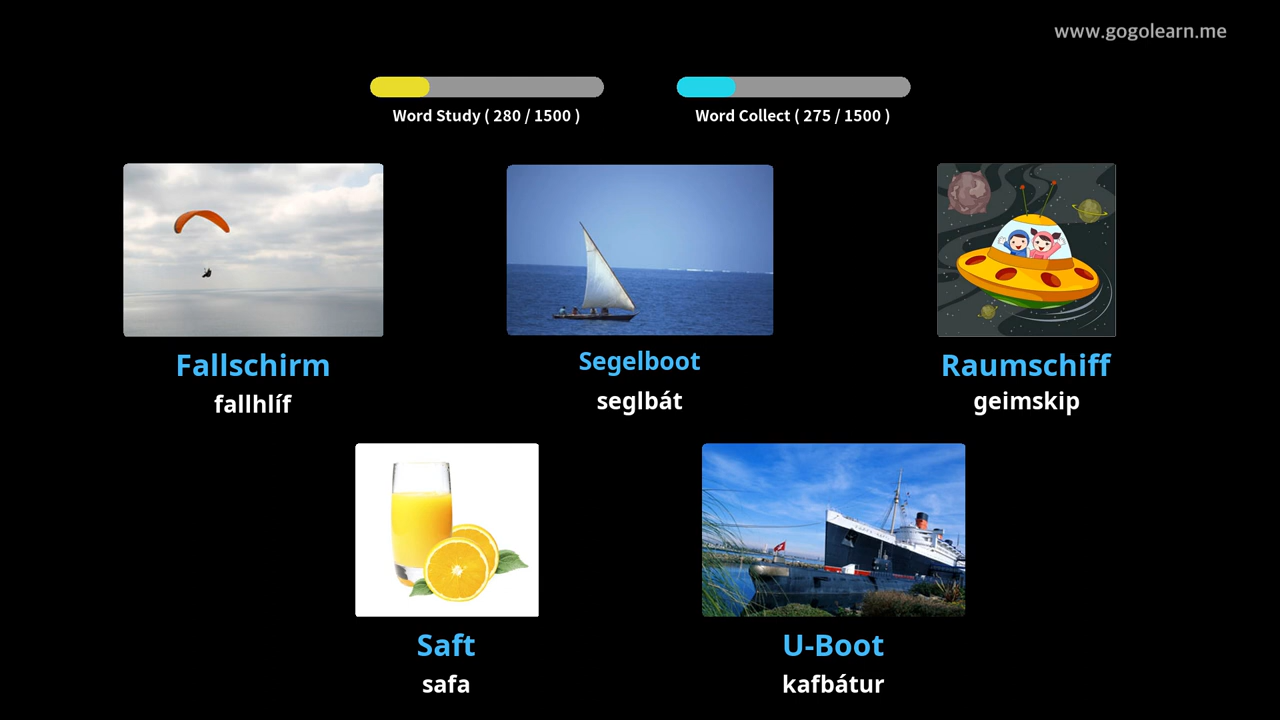 www.gogolearn.me
Word Study ( 280 / 1500 )
Word Collect ( 275 / 1500 )
Fallschirm
fallhlíf
Segelboot
seglbát
Raumschiff
geimskip
Saft
safa
U-Boot
kafbátur